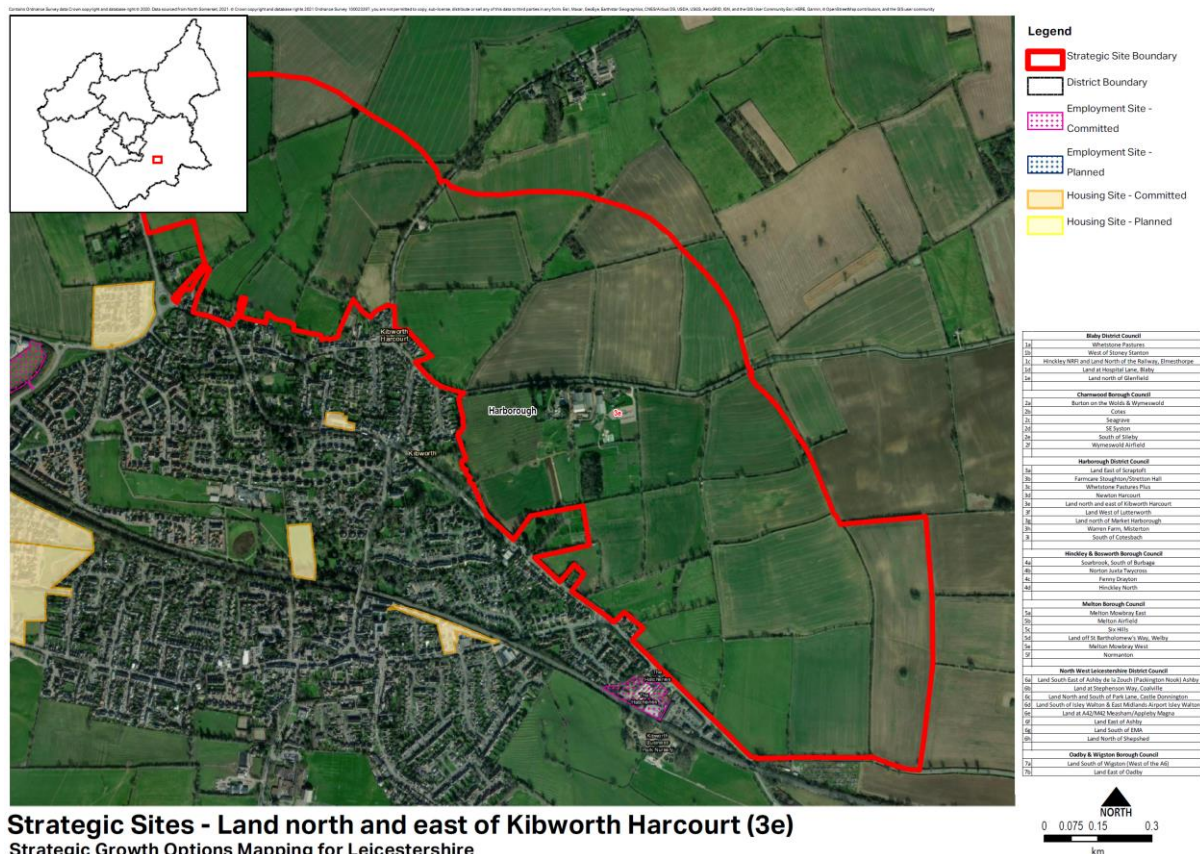 Legend
Strategic Site Boundary
District Boundary
Employment Site -
Committed
Employment Site -
Planned
Housing Site - Committed
Housing Site - Planned
Kibworth
Harcourt
Harborough
3e
Kibworth
Blaby District Council
1a Whetstone Pastures
1b West of Stoney Stanton
1c Hinckley NRFI and Land North of the Railway, Elmesthorpe
1d Land at Hospital Lane, Blaby
1e Land north of Glenfield
Charnwood Borough Council
2a Burton on the Wolds & Wymeswold
2b Cotes
2c Seagrave
2d SE Syston
2e South of Sileby
2f Wymeswold Airfield
Harborough District Council
3a Land East of Scraptoft
3b Farmcare Stoughton/Stretton Hall
3c Whetstone Pastures Plus
3d Newton Harcourt
3e Land north and east of Kibworth Harcourt
3f Land West of Lutterworth
3g Land north of Market Harborough
3h Warren Farm, Misterton
3i South of Cotesbach
Hinckley & Bosworth Borough Council
4a Soarbrook, South of Burbage
4b Norton Juxta Twycross
4c Fenny Drayton
4d Hinckley North
Melton Borough Council
5a Melton Mowbray East
5b Melton Airfield
5c Six Hills
5d Land off St Bartholomew's Way, Welby
5e Melton Mowbray West
5f Normanton
North West Leicestershire District Council
6a Land South East of Ashby de la Zouch (Packington Nook) Ashby
6b Land at Stephenson Way, Coalville
6c Land North and South of Park Lane, Castle Donnington
6d Land South of Isley Walton & East Midlands Airport Isley Walton
6e Land at A42/M42 Measham/Appleby Magna
6f Land East of Ashby
6g Land South of EMA
6h Land North of Shepshed
Oadby & Wigston Borough Council
7a Land South of Wigston (West of the A6)
7b Land East of Oadby
NORTH
0 0.075 0.15 0.3
km
Strategic Sites - Land north and east of Kibworth Harcourt (3e)
Strategic Growth Options Mapping for Leicestershire